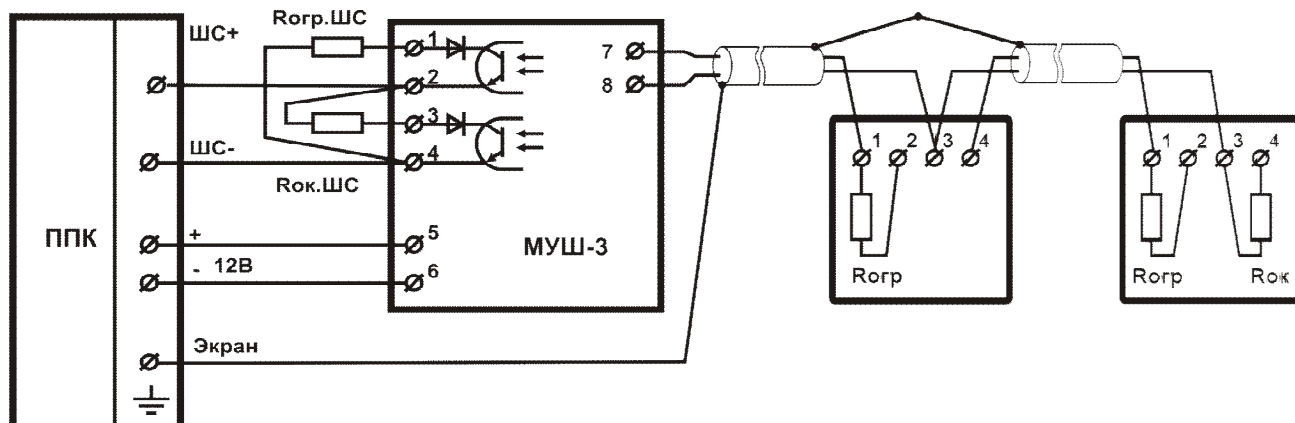 ШС+
ШС-
+
- 12В
Экран
ППК
Rогр.ШС
Rок.ШС
1
2
3
4
5
6
7
8
МУШ-3
1 2 3 4
Rогр
1 2 3 4
Rогр Rок